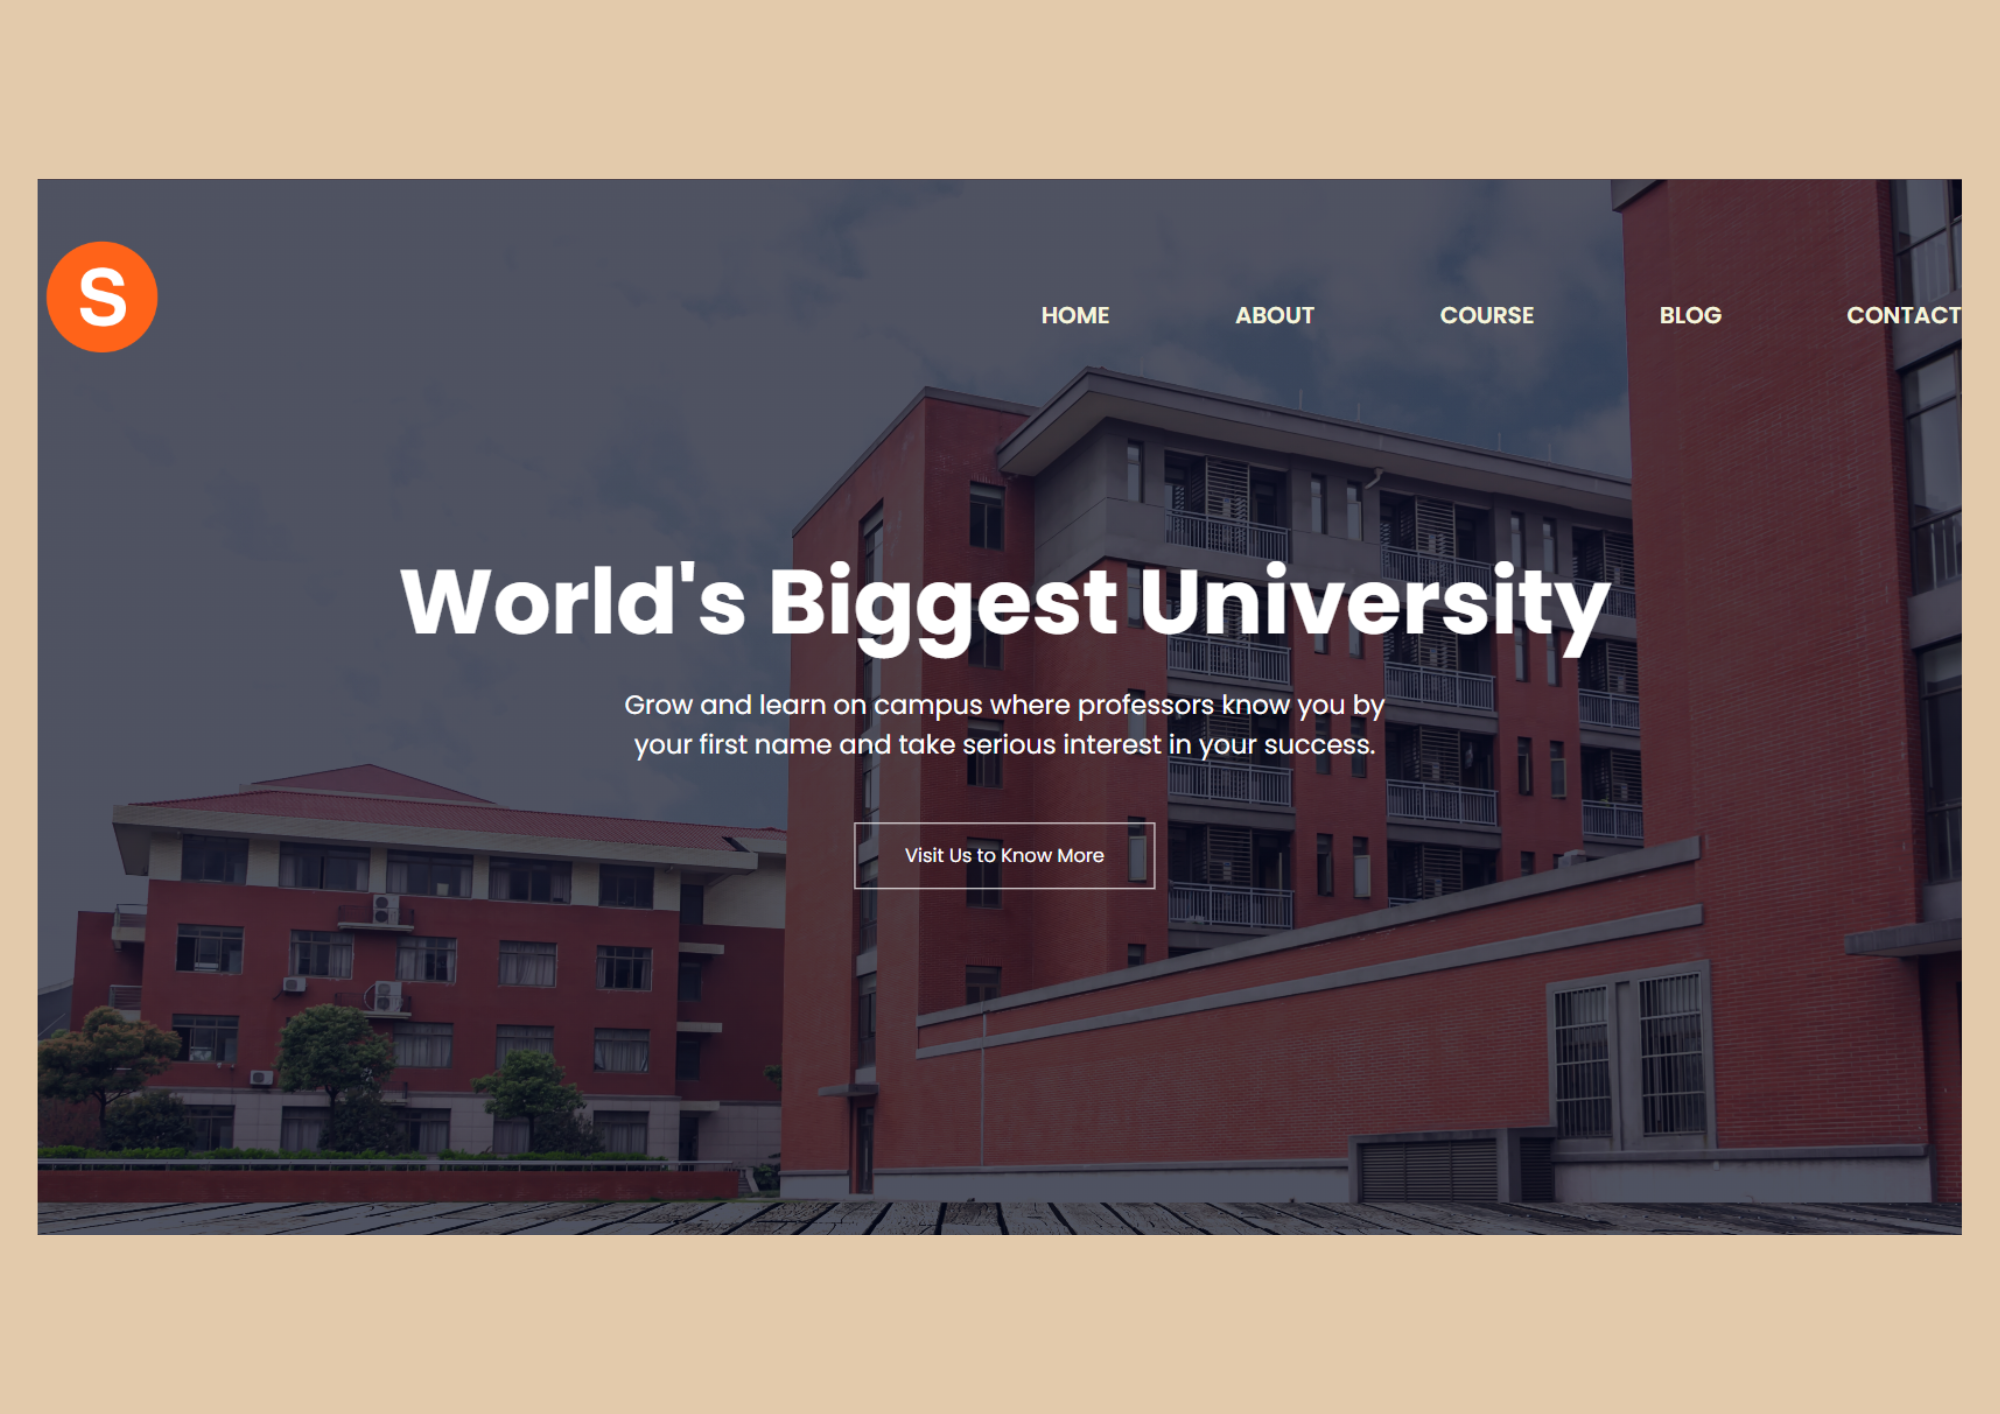 S
HOME ABOUT COURSE BLOG CONTACT
World's Biggest University
Grow and learn on campus where professors know you by
your first name and take serious interest in your success.
Visit Us to Know More